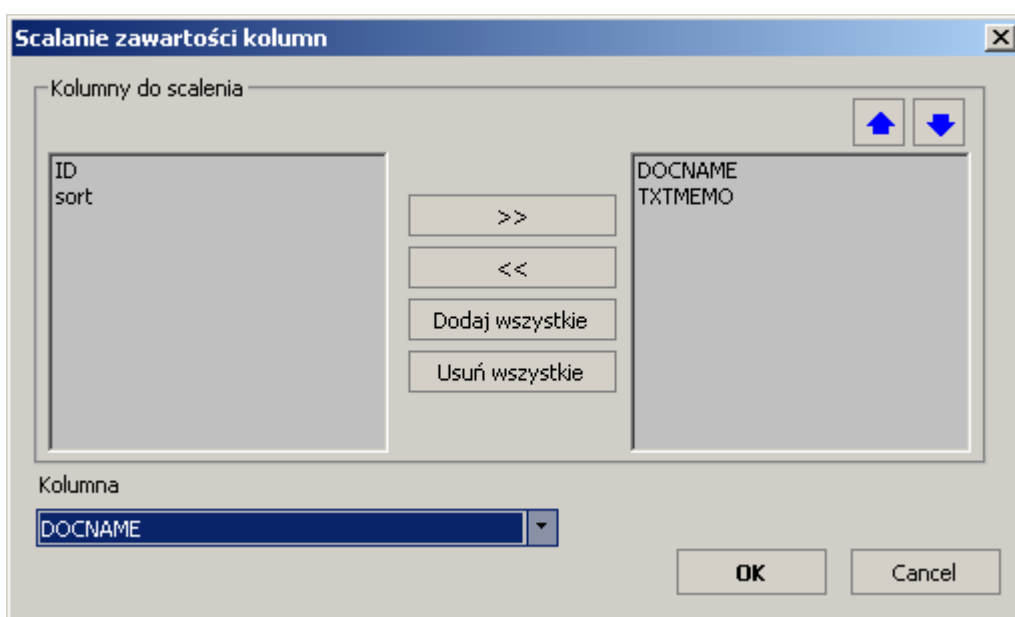 Scalanie zawartości kolumn
Kolumny do scalenia
ID
sort
>>
<<
Dodaj wszystkie
Usuń wszystkie
DOCNAME
TXTMEMO
Kolumna
DOCNAME
OK
Cancel